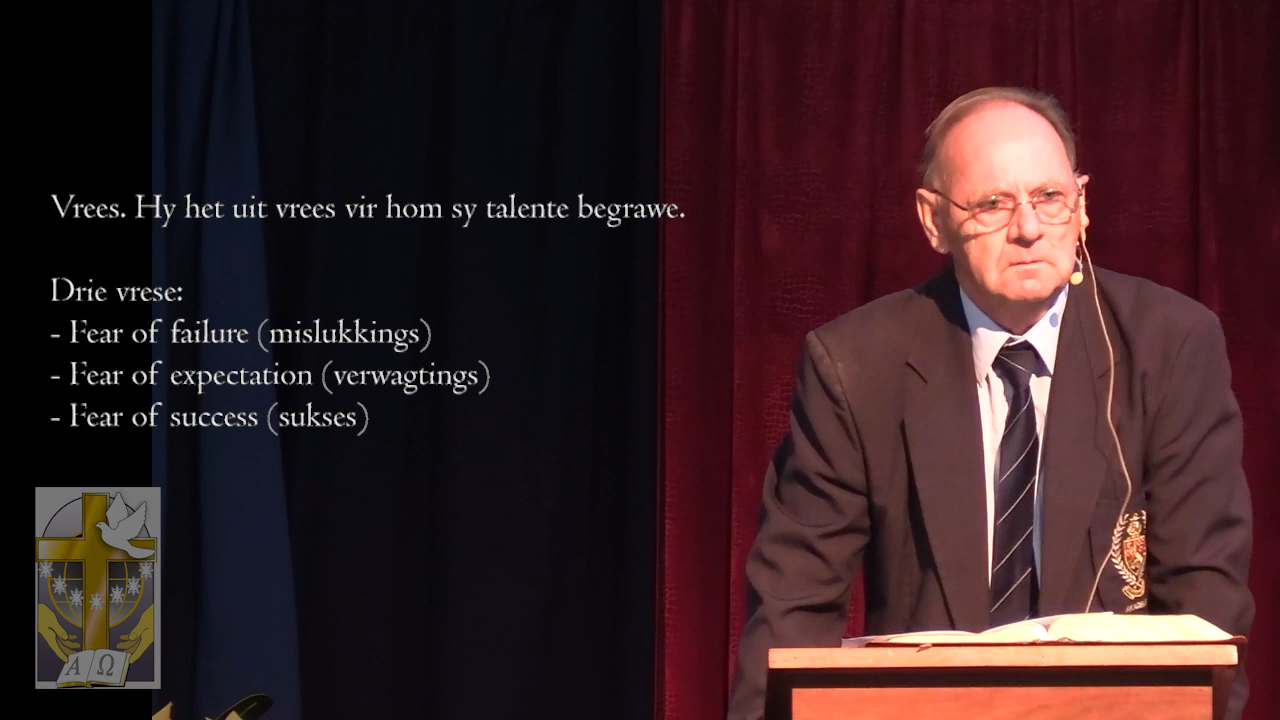 Vrees. Hy het uit vrees vir hom sy talente begrawe.
Drie vrese:
- Fear of failure (mislukkings)
- Fear of expectation (verwagtings)
- Fear of success (sukses)
A Ω